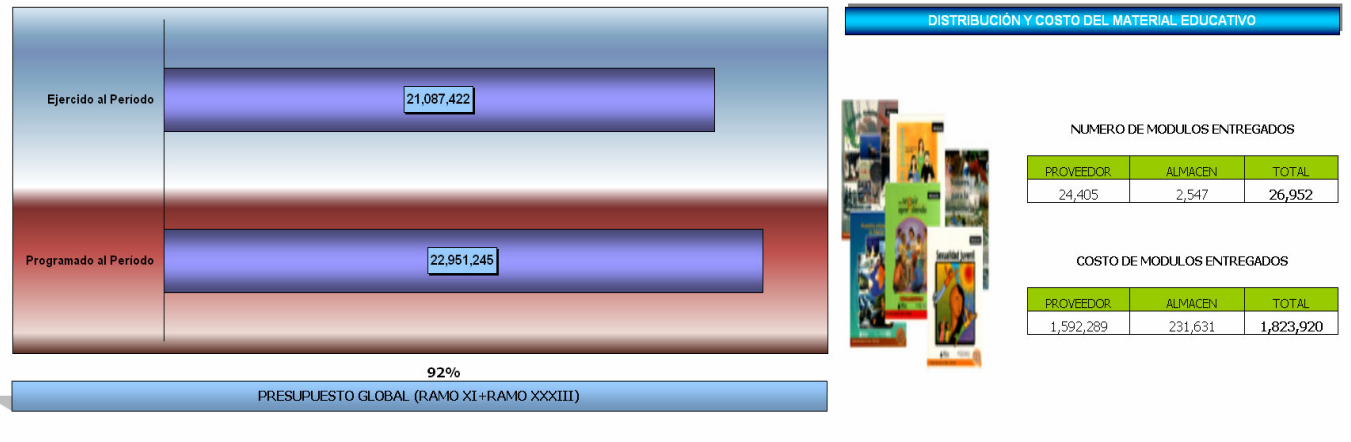 Ejercido al Período
21,087,422
Programado al Período
22,951,245
92%
PRESUPUESTO GLOBAL (RAMO XI+RAMO XXXIII)
DISTRIBUCIÓN Y COSTO DEL MATERIAL EDUCATIVO
Sexualidad juvenil
NUMERO DE MODULOS ENTREGADOS
PROVEEDOR ALMACEN TOTAL
24,405 2,547 26,952
COSTO DE MODULOS ENTREGADOS
PROVEEDOR ALMACEN TOTAL
1,592,289 231,631 1,823,920